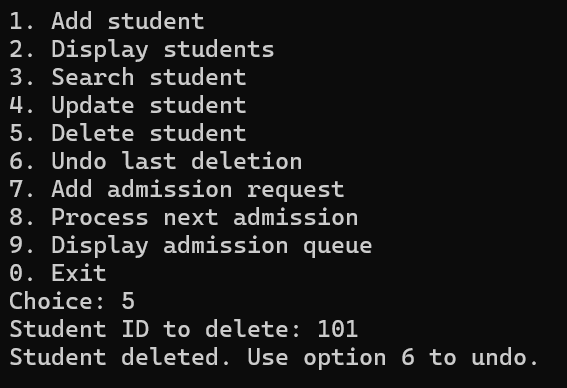 1. Add student
2. Display students
3. Search student
4. Update student
5. Delete student
6. Undo last deletion
7. Add admission request
8. Process next admission
9. Display admission queue
0. Exit
Choice: 5
Student ID to delete: 101
Student deleted. Use option 6 to undo.